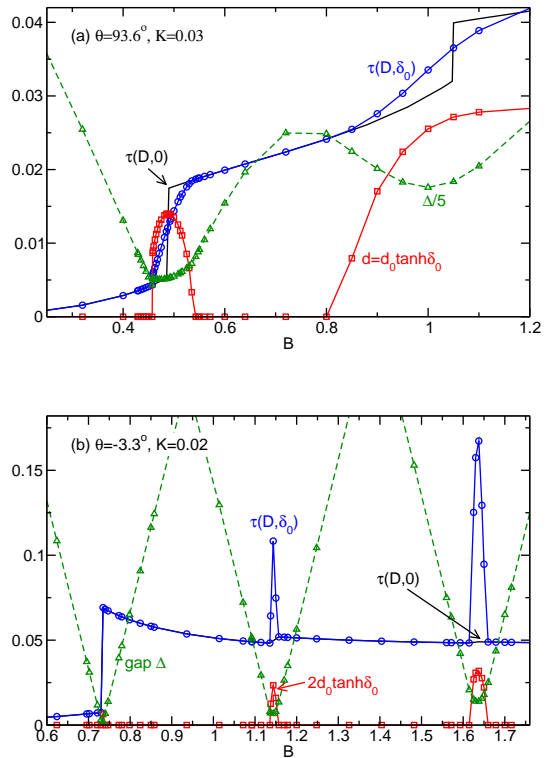 0.04
(a) θ=93.6°, K=0.03
τ(D,δ₀)
0.03
τ(D,0)
0.02
Δ/5
0.01
d=d₀tanhδ₀
0
0.4 0.6 0.8 1 1.2
B
(b) θ=-3.3°, K=0.02
0.15
τ(D,δ₀)
0.1
τ(D,0)
0.05
gap Δ
2d₀tanhδ₀
0
0.6 0.7 0.8 0.9 1 1.1 1.2 1.3 1.4 1.5 1.6 1.7
B